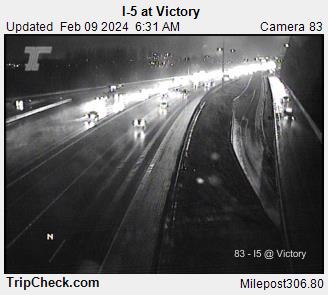 I-5 at Victory
Updated  Feb 09 2024  6:31 AM  Camera 83
T
N
83 - I5 @ Victory
TripCheck.com  Milepost306.80